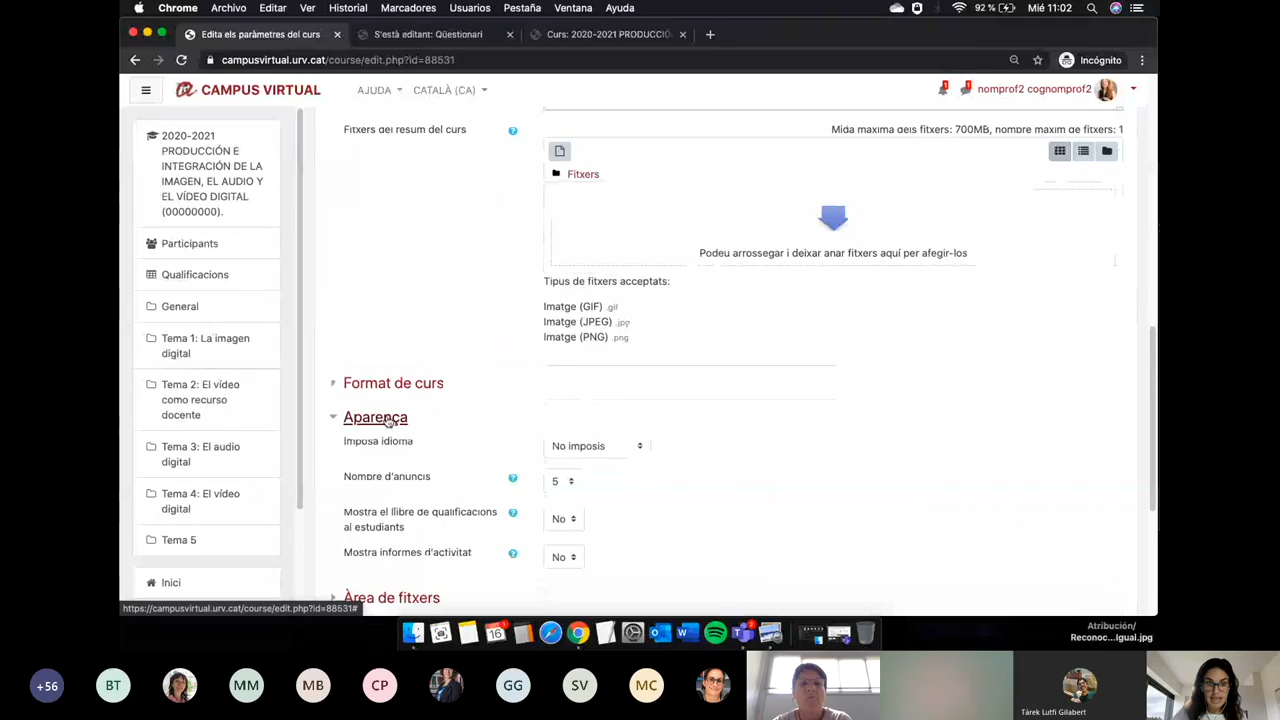 Chrome Archivo Editar Ver Historial Marcadores Usuarios Pestaña Ventana Ayuda 92 % Mié 11:02
Edita els paràmetres del curs S'està editant: Qüestionari Curs: 2020-2021 PRODUCCIÓ
campusvirtual.urv.cat/course/edit.php?id=88531 Incógnito
CAMPUS VIRTUAL AJUDA CATALÀ (CA) nomprof2 cognomprof2
2020-2021
PRODUCCIÓN E
INTEGRACIÓN DE LA
IMAGEN, EL AUDIO Y
EL VÍDEO DIGITAL
(00000000).
Participants
Qualificacions
General
Tema 1: La imagen
digital
Tema 2: El vídeo
como recurso
docente
Tema 3: El audio
digital
Tema 4: El vídeo
digital
Tema 5
Inici
https://campusvirtual.urv.cat/course/edit.php?id=88531#
Fitxers del resum del curs
Mida màxima dels fitxers: 700MB, nombre màxim de fitxers: 1
Fitxers
Podeu arrossegar i deixar anar fitxers aquí per afegir-los
Tipus de fitxers acceptats:
Imatge (GIF) .gif
Imatge (JPEG) .jpg
Imatge (PNG) .png
Format de curs
Aparença
Imposa idioma No imposis
Nombre d'anuncis 5
Mostra el llibre de qualificacions
al estudiants No
Mostra informes d'activitat No
Àrea de fitxers
16 2
Atribución/
Reconoc...Igual.jpg
+56 BT MM MB CP GG SV MC
Tàrek Lutfi Gilabert